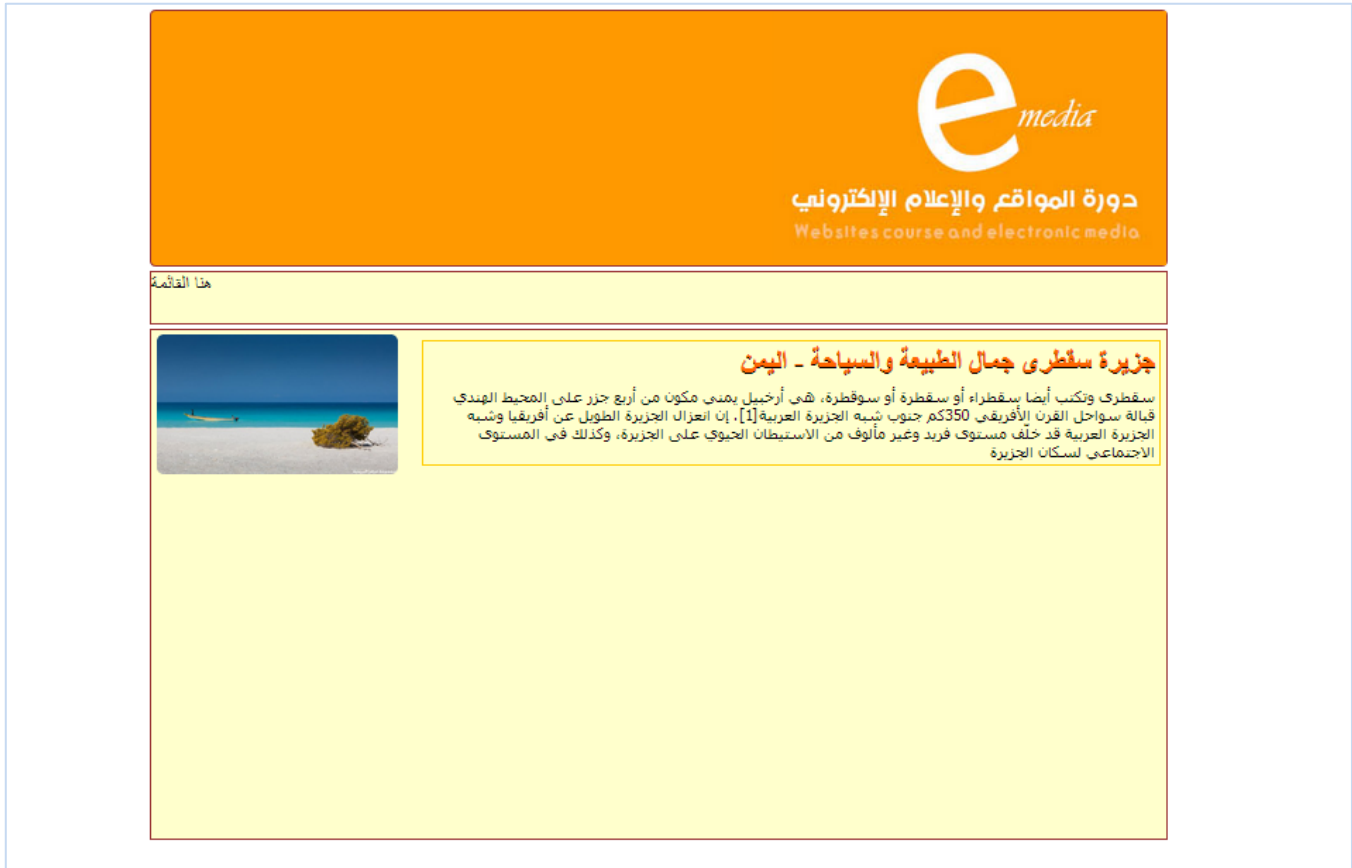 e media
دورة المواقع والإعلام الإلكتروني
Websites course and electronic media
هنا القائمة
جزيرة سقطرى جمال الطبيعة والسياحة - اليمن
سقطرى وتكتب أيضا سقطراء أو سقطرة أو سوقطرة، هي أرخبيل يمني مكون من أربع جزر على المحيط الهندي
قبالة سواحل القرن الأفريقي 350كم جنوب شبه الجزيرة العربية[1]. إن انعزال الجزيرة الطويل عن أفريقيا وشبه
الجزيرة العربية قد خلّف مستوى فريد وغير مألوف من الاستيطان الحيوي على الجزيرة، وكذلك في المستوى
الاجتماعي لسكان الجزيرة